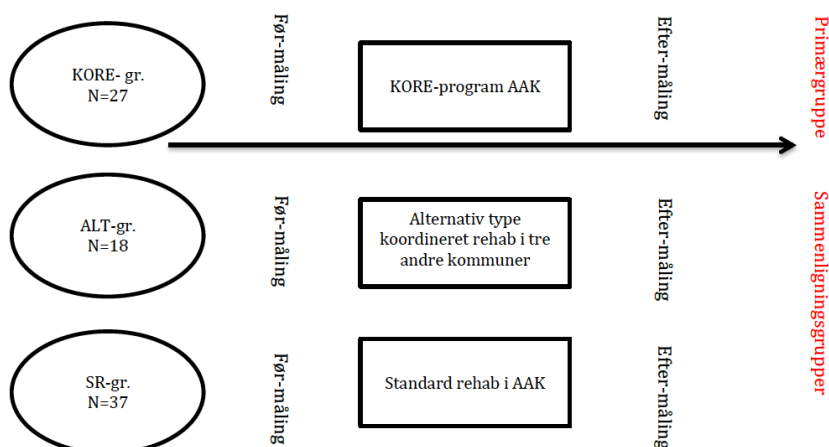 KORE- gr.
N=27
Før-måling
KORE-program AAK
Efter-måling
Primærgruppe
ALT-gr.
N=18
Før-måling
Alternativ type
koordineret rehab i tre
andre kommuner
Efter-måling
Sammenligningsgrupper
SR-gr.
N=37
Før-måling
Standard rehab i AAK
Efter-måling